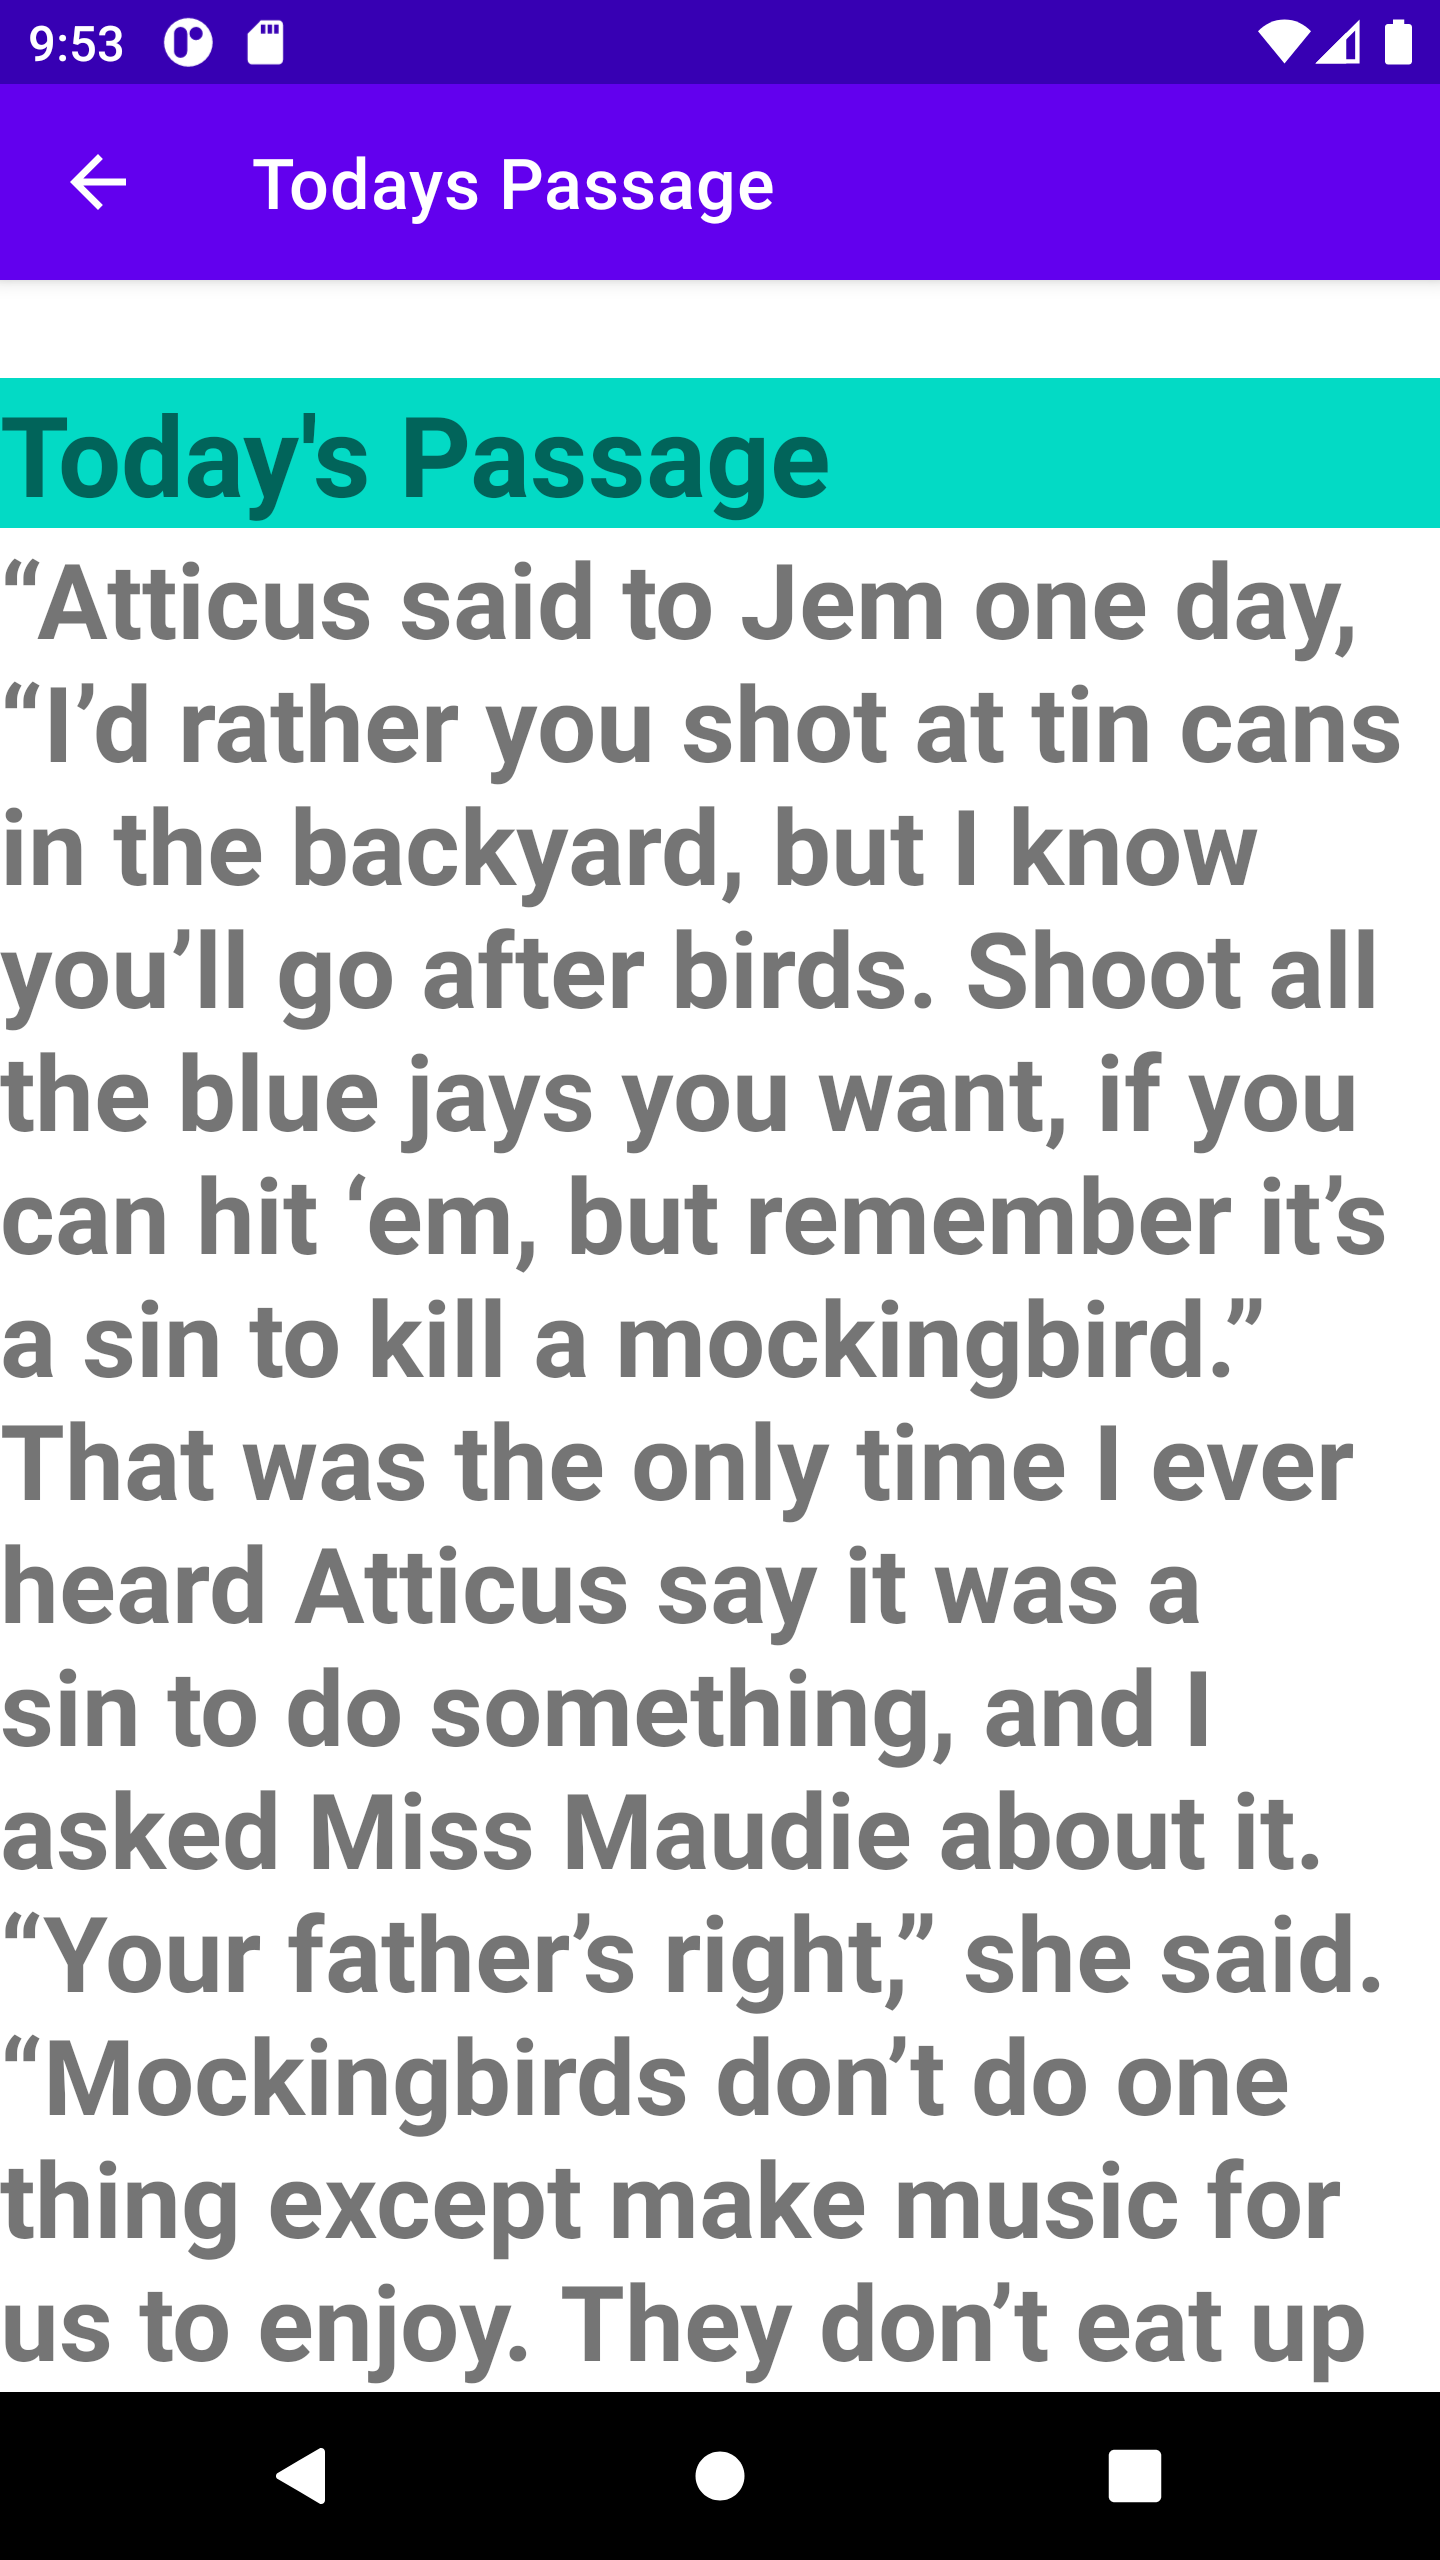 9:53
Todays Passage
Today's Passage
“Atticus said to Jem one day,
“I’d rather you shot at tin cans
in the backyard, but I know
you’ll go after birds. Shoot all
the blue jays you want, if you
can hit ‘em, but remember it’s
a sin to kill a mockingbird.”
That was the only time I ever
heard Atticus say it was a
sin to do something, and I
asked Miss Maudie about it.
“Your father’s right,” she said.
“Mockingbirds don’t do one
thing except make music for
us to enjoy. They don’t eat up